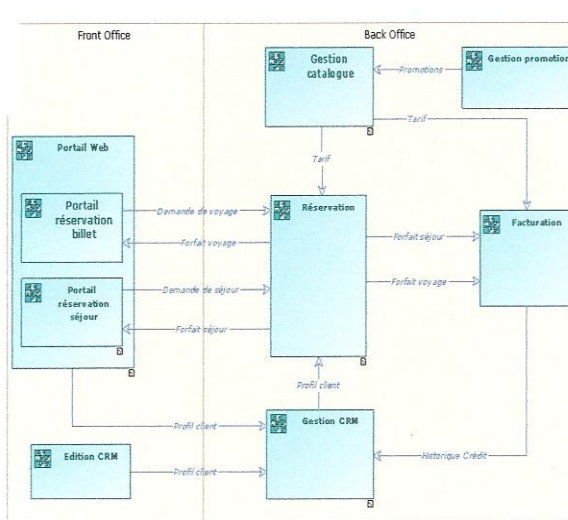 Front Office
Back Office
Gestion
catalogue
Promotions
Gestion promotion
Tarif
Tarif
Portail Web
Portail
réservation
billet
Demande de voyage
Forfait voyage
Réservation
Forfait séjour
Forfait voyage
Facturation
Portail
réservation
séjour
Demande de séjour
Forfait séjour
Profil client
Profil client
Gestion CRM
Edition CRM
Profil client
Historique Crédit